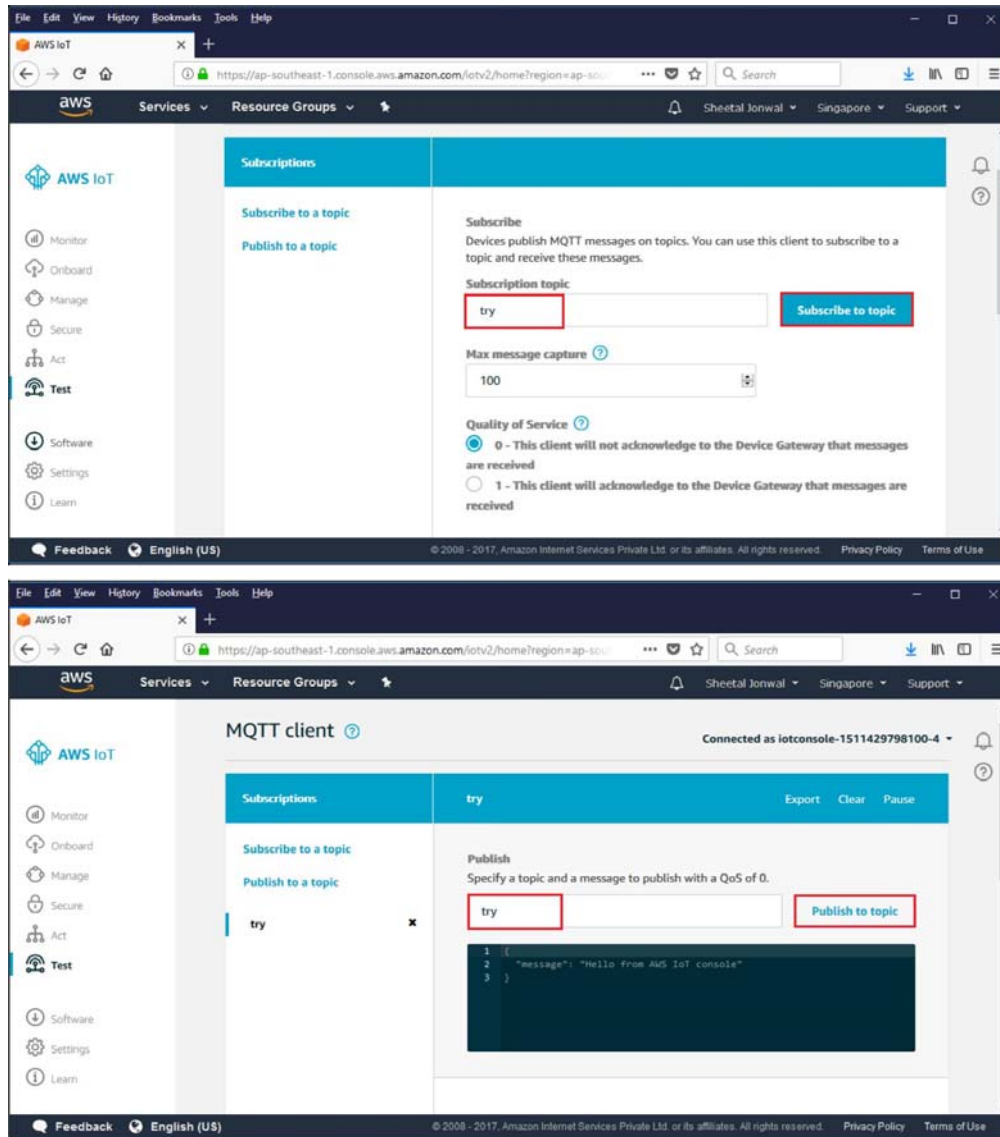 File Edit View History Bookmarks Tools Help
AWS IoT
https://ap-southeast-1.console.aws.amazon.com/iotv2/home?region=ap-sou
Search
aws Services Resource Groups Sheetal Jonwal Singapore Support
AWS IoT
Monitor
Onboard
Manage
Secure
Act
Test
Software
Settings
Learn
Subscriptions
Subscribe to a topic
Publish to a topic
Subscribe
Devices publish MQTT messages on topics. You can use this client to subscribe to a
topic and receive these messages.
Subscription topic
try
Subscribe to topic
Max message capture
100
Quality of Service
0 - This client will not acknowledge to the Device Gateway that messages
are received
1 - This client will acknowledge to the Device Gateway that messages are
received
Feedback English (US) © 2008 - 2017, Amazon Internet Services Private Ltd. or its affiliates. All rights reserved. Privacy Policy Terms of Use
File Edit View History Bookmarks Tools Help
AWS IoT
https://ap-southeast-1.console.aws.amazon.com/iotv2/home?region=ap-sou
Search
aws Services Resource Groups Sheetal Jonwal Singapore Support
AWS IoT
Monitor
Onboard
Manage
Secure
Act
Test
Software
Settings
Learn
MQTT client
Connected as iotconsole-1511429798100-4
Subscriptions
Subscribe to a topic
Publish to a topic
try
try Export Clear Pause
Publish
Specify a topic and a message to publish with a QoS of 0.
try
Publish to topic
1 {
2 "message": "Hello from AWS IoT console"
3 }
Feedback English (US) © 2008 - 2017, Amazon Internet Services Private Ltd. or its affiliates. All rights reserved. Privacy Policy Terms of Use